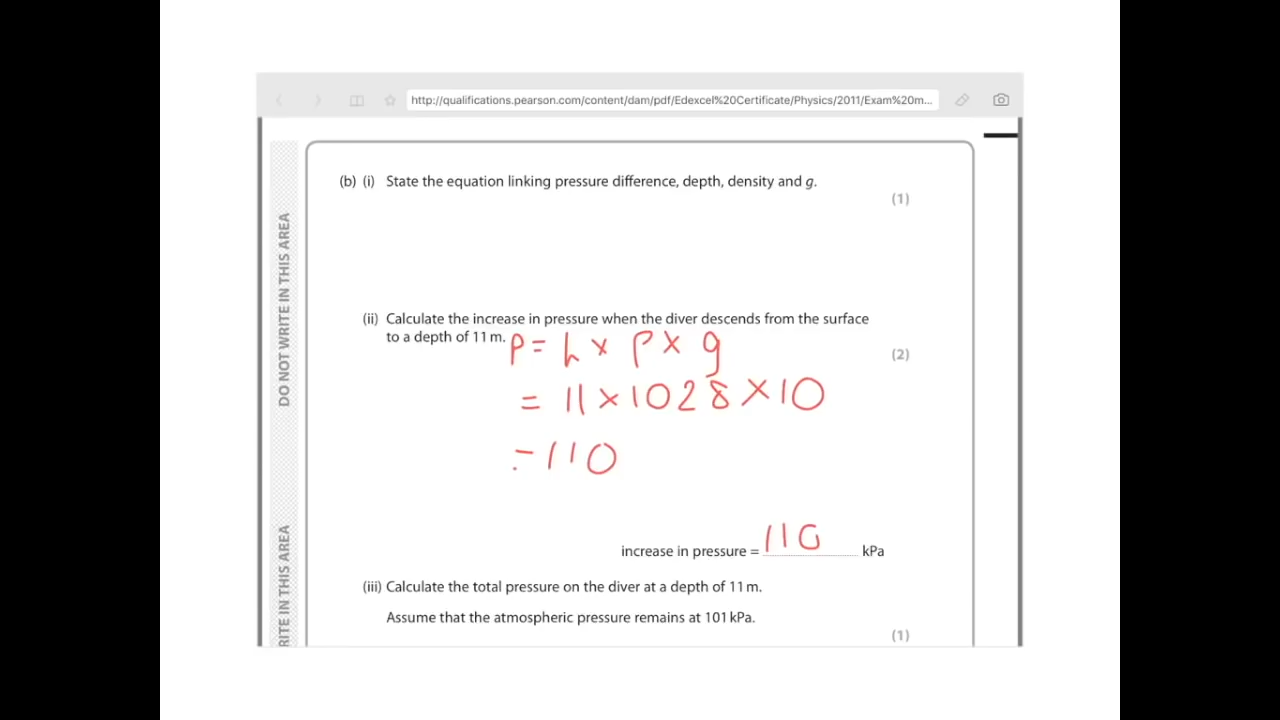 http://qualifications.pearson.com/content/dam/pdf/Edexcel%20Certificate/Physics/2011/Exam%20m...
DO NOT WRITE IN THIS AREA
RITE IN THIS AREA
(b) (i) State the equation linking pressure difference, depth, density and g.
(1)
(ii) Calculate the increase in pressure when the diver descends from the surface
to a depth of 11 m.
(2)
P = h × ρ × g
= 11 × 1028 × 10
= 110
increase in pressure = 110 kPa
(iii) Calculate the total pressure on the diver at a depth of 11 m.
Assume that the atmospheric pressure remains at 101 kPa.
(1)